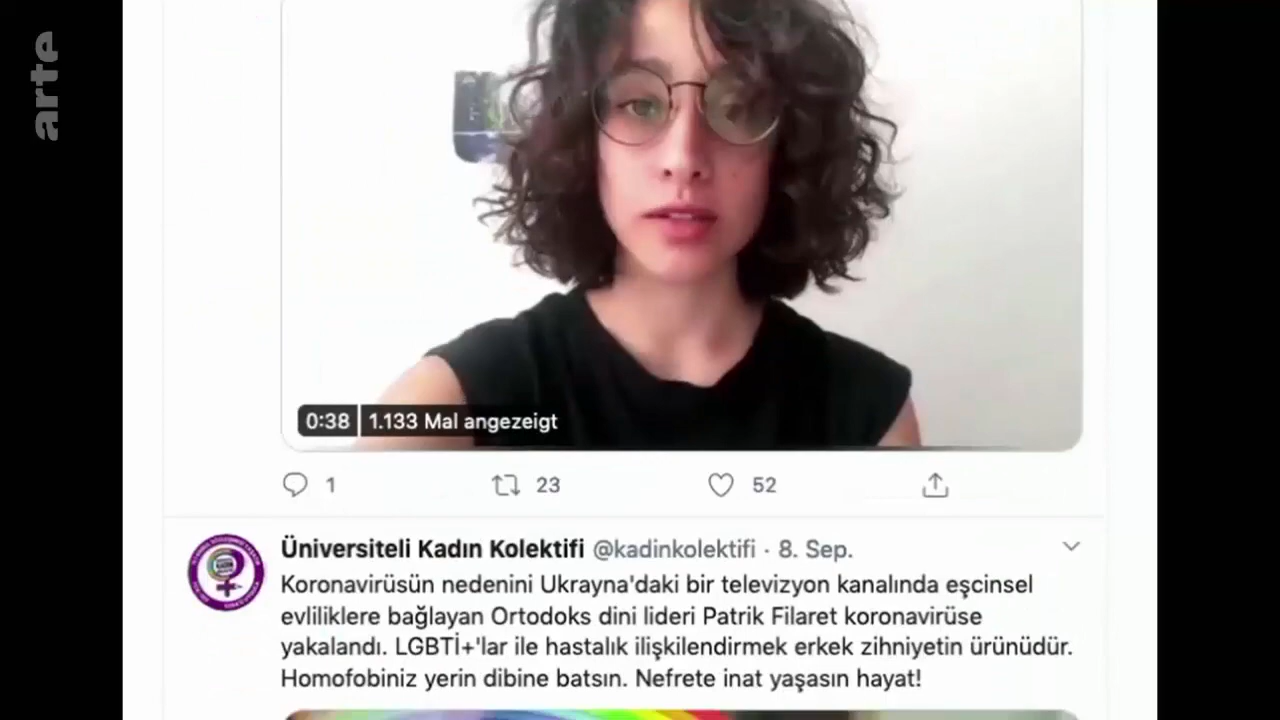 arte
0:38 1.133 Mal angezeigt
1 23 52
Üniversiteli Kadın Kolektifi @kadinkolektifi · 8. Sep.
Koronavirüsün nedenini Ukrayna'daki bir televizyon kanalında eşcinsel
evliliklere bağlayan Ortodoks dini lideri Patrik Filaret koronavirüse
yakalandı. LGBTİ+'lar ile hastalık ilişkilendirmek erkek zihniyetin ürünüdür.
Homofobiniz yerin dibine batsın. Nefrete inat yaşasın hayat!